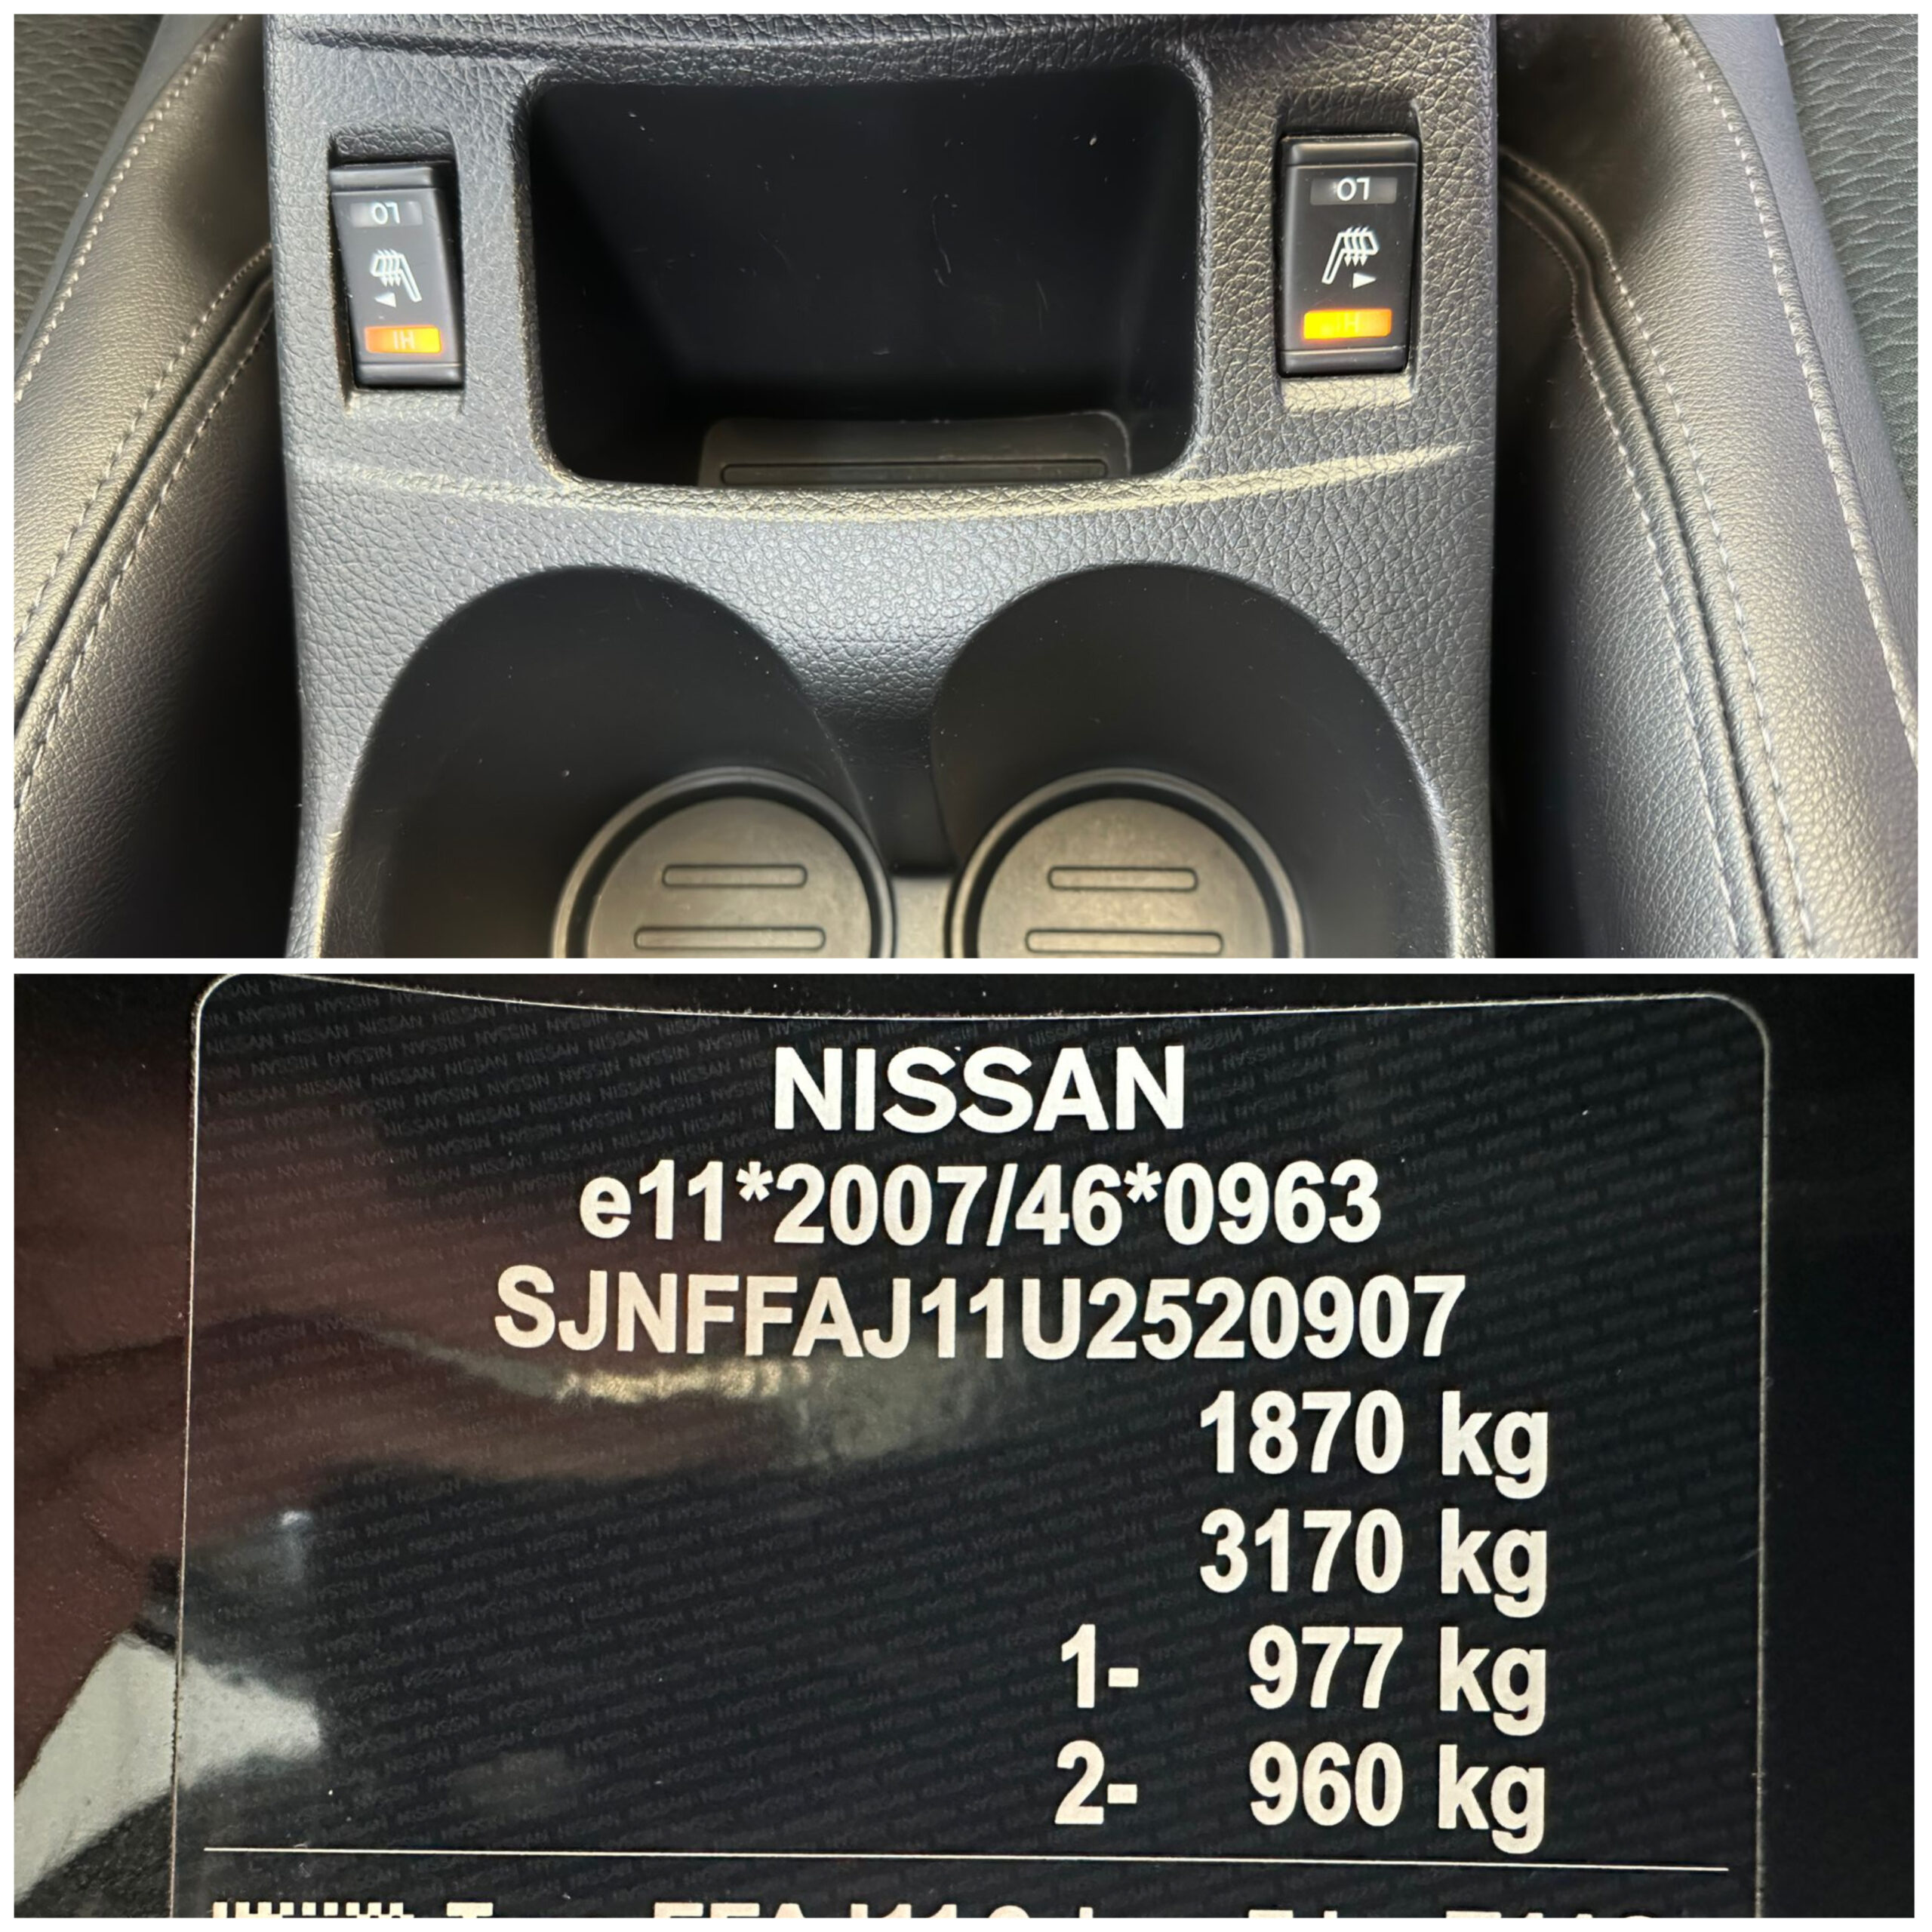 LO LO
HI HI
NISSAN
e11*2007/46*0963
SJNFFAJ11U2520907
1870 kg
3170 kg
1- 977 kg
2- 960 kg